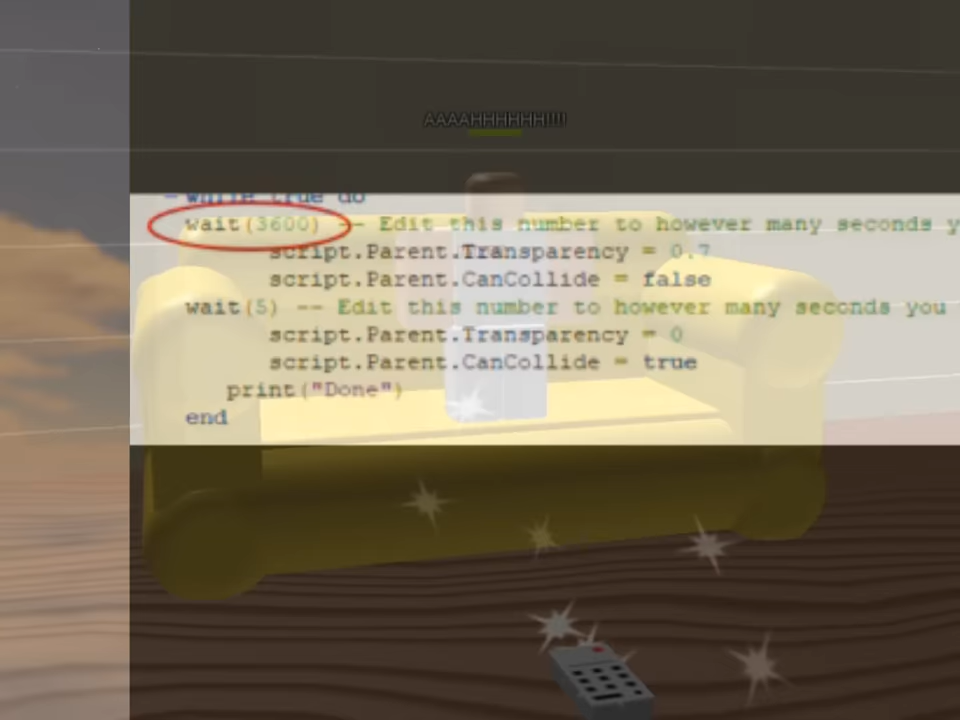 AAAAHHHHHH!!!!
while true do
wait(3600) -- Edit this number to however many seconds y
script.Parent.Transparency = 0.7
script.Parent.CanCollide = false
wait(5) -- Edit this number to however many seconds you
script.Parent.Transparency = 0
script.Parent.CanCollide = true
print("Done")
end